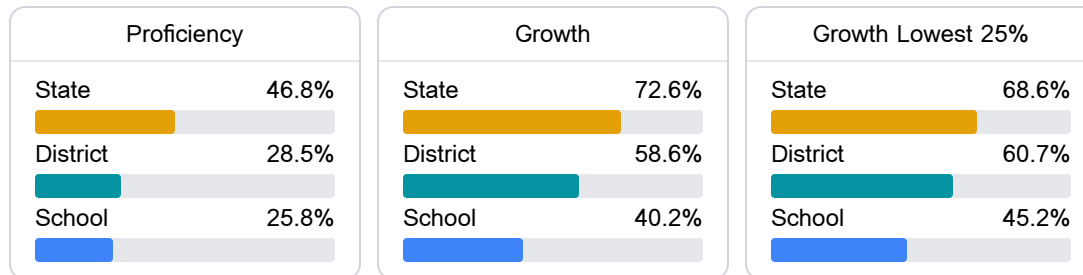 Proficiency
State 46.8%
District 28.5%
School 25.8%
Growth
State 72.6%
District 58.6%
School 40.2%
Growth Lowest 25%
State 68.6%
District 60.7%
School 45.2%